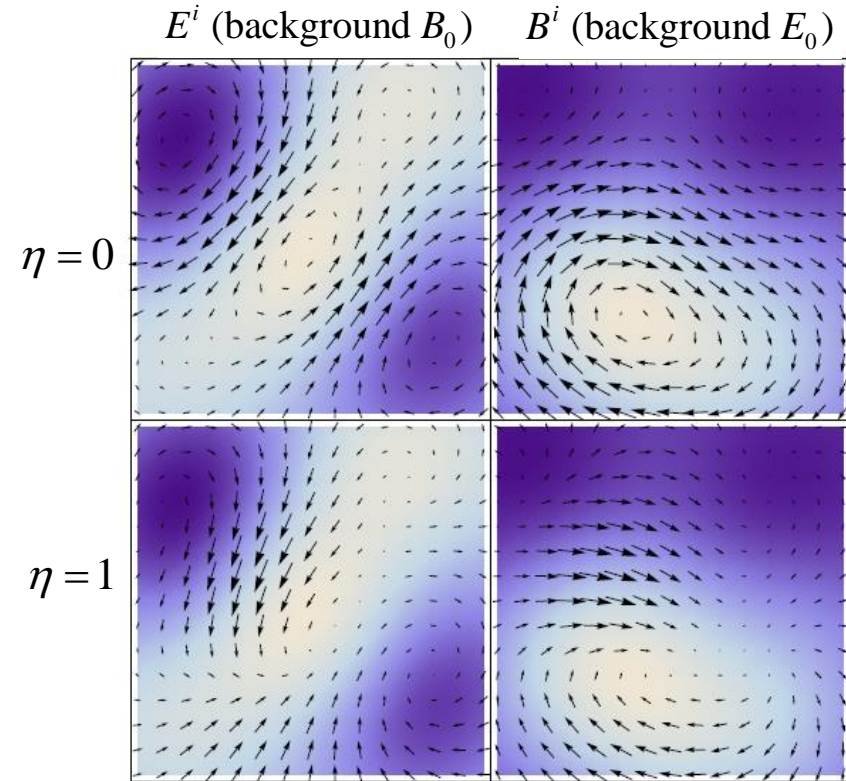 E^i (background B_0) B^i (background E_0)
η = 0
η = 1